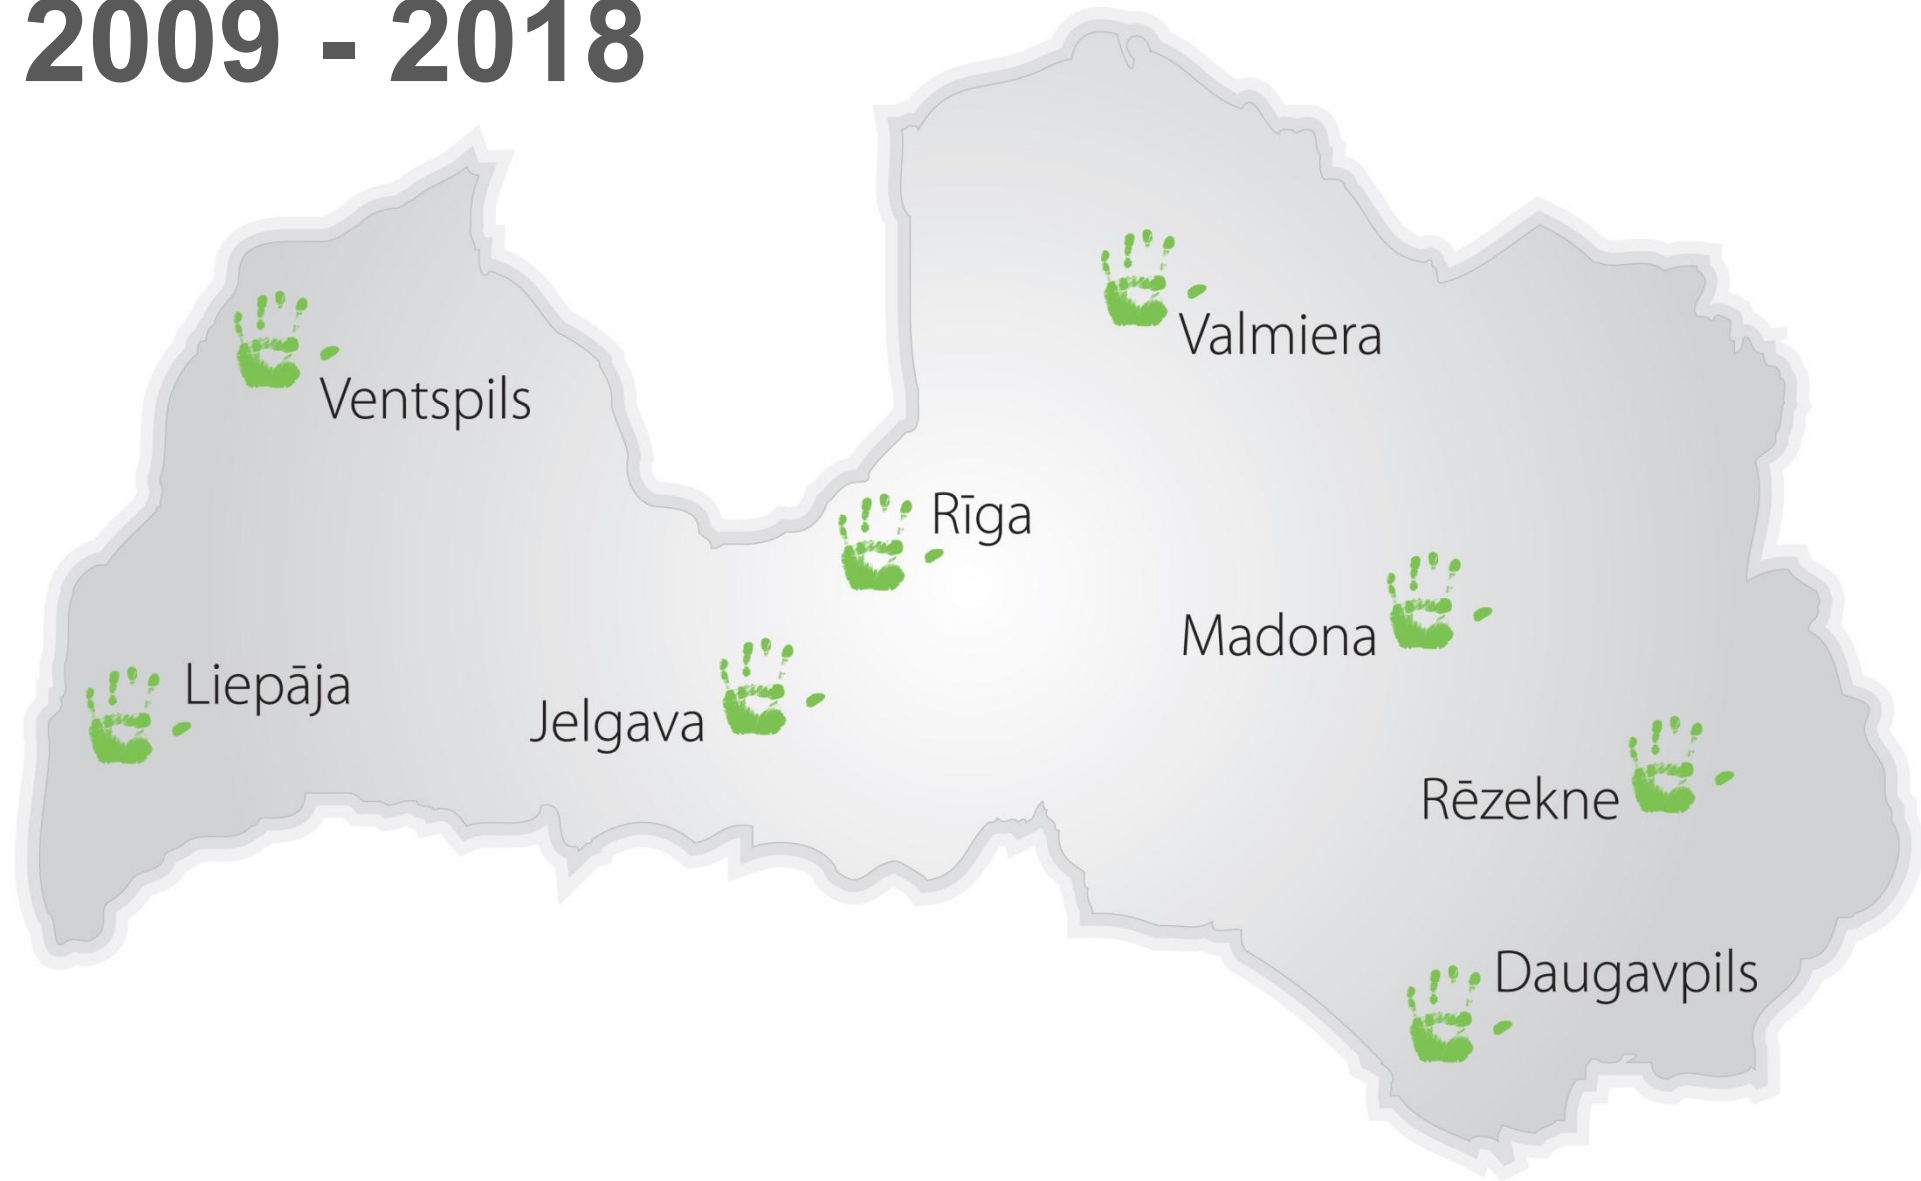 2009 - 2018
Valmiera
Ventspils
Rīga
Madona
Liepāja
Jelgava
Rēzekne
Daugavpils